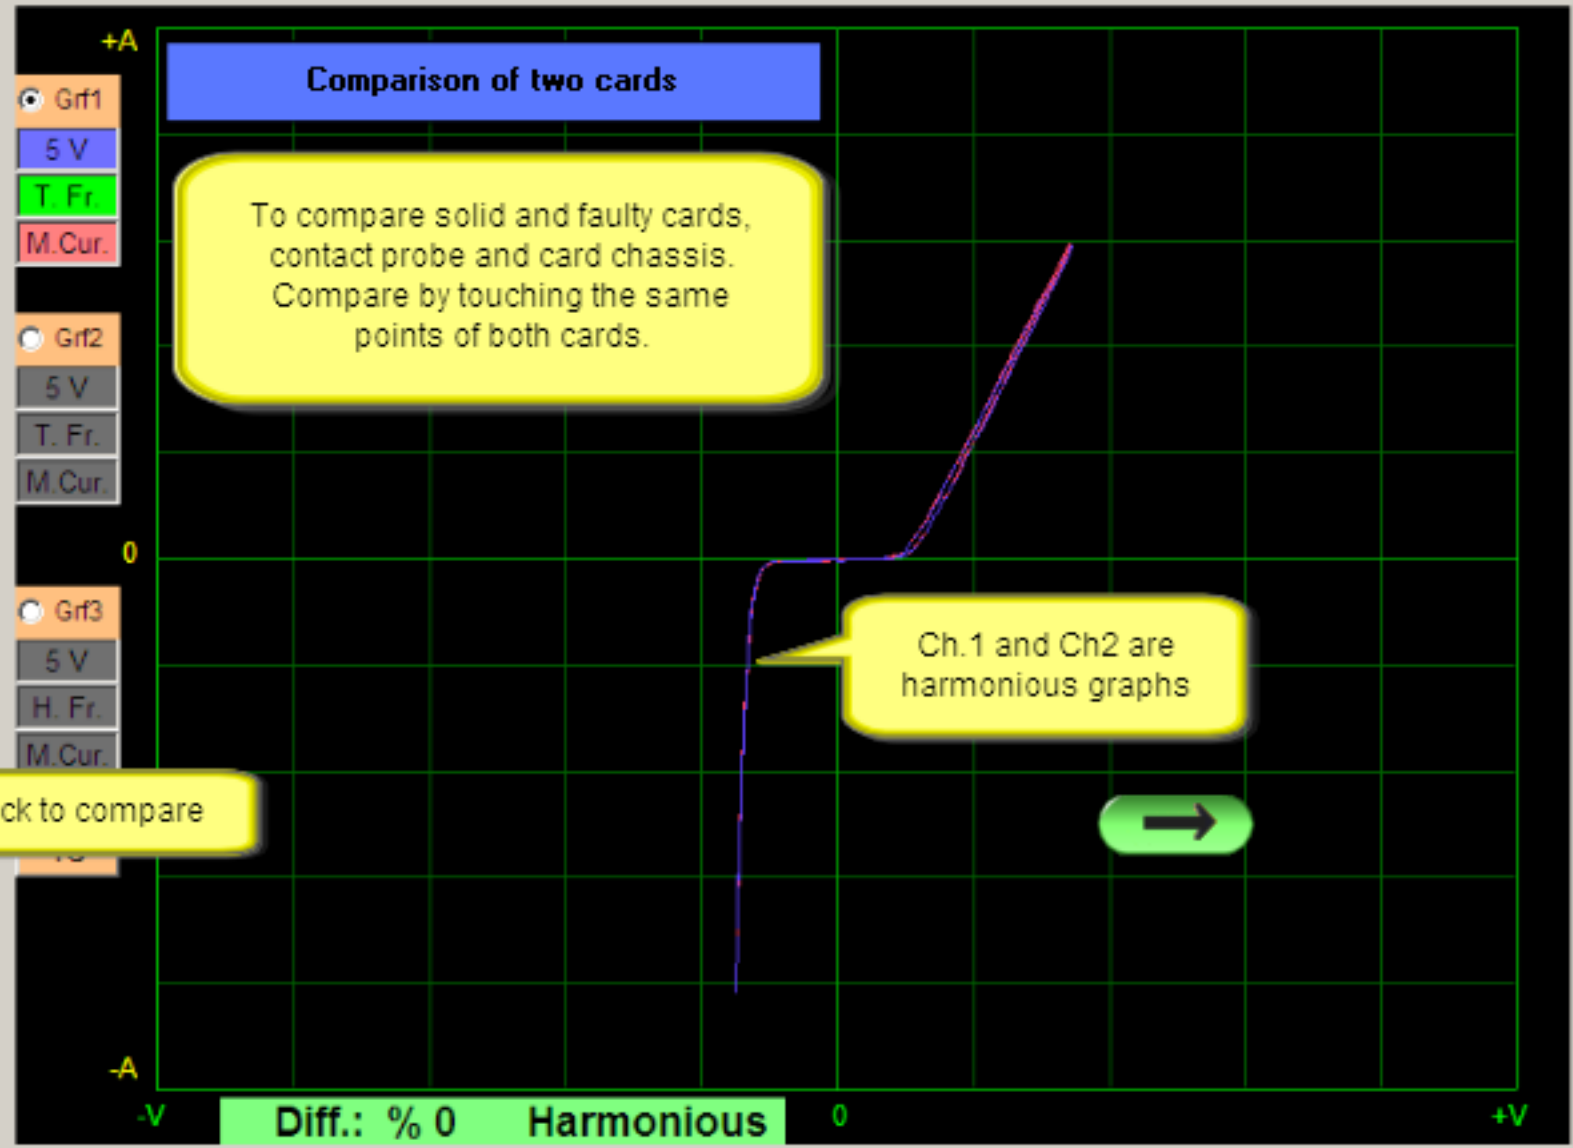 +A
Comparison of two cards
Grf1
5 V
T. Fr.
M.Cur.
To compare solid and faulty cards,
contact probe and card chassis.
Compare by touching the same
points of both cards.
Grf2
5 V
T. Fr.
M.Cur.
0
Grf3
5 V
H. Fr.
M.Cur.
Ch.1 and Ch2 are
harmonious graphs
ck to compare
-A
-V
Diff.: % 0 Harmonious
0
+V